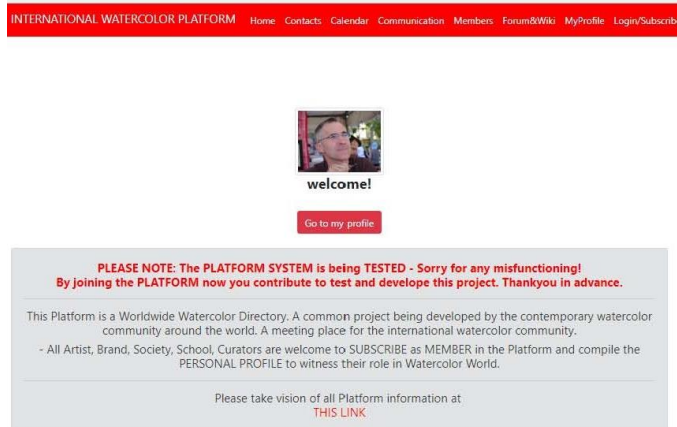 INTERNATIONAL WATERCOLOR PLATFORM Home Contacts Calendar Communication Members Forum&Wiki MyProfile Login/Subscribe
welcome!
Go to my profile
PLEASE NOTE: The PLATFORM SYSTEM is being TESTED - Sorry for any misfunctioning!
By joining the PLATFORM now you contribute to test and develope this project. Thankyou in advance.
This Platform is a Worldwide Watercolor Directory. A common project being developed by the contemporary watercolor
community around the world. A meeting place for the international watercolor community.
- All Artist, Brand, Society, School, Curators are welcome to SUBSCRIBE as MEMBER in the Platform and compile the
PERSONAL PROFILE to witness their role in Watercolor World.
Please take vision of all Platform information at
THIS LINK